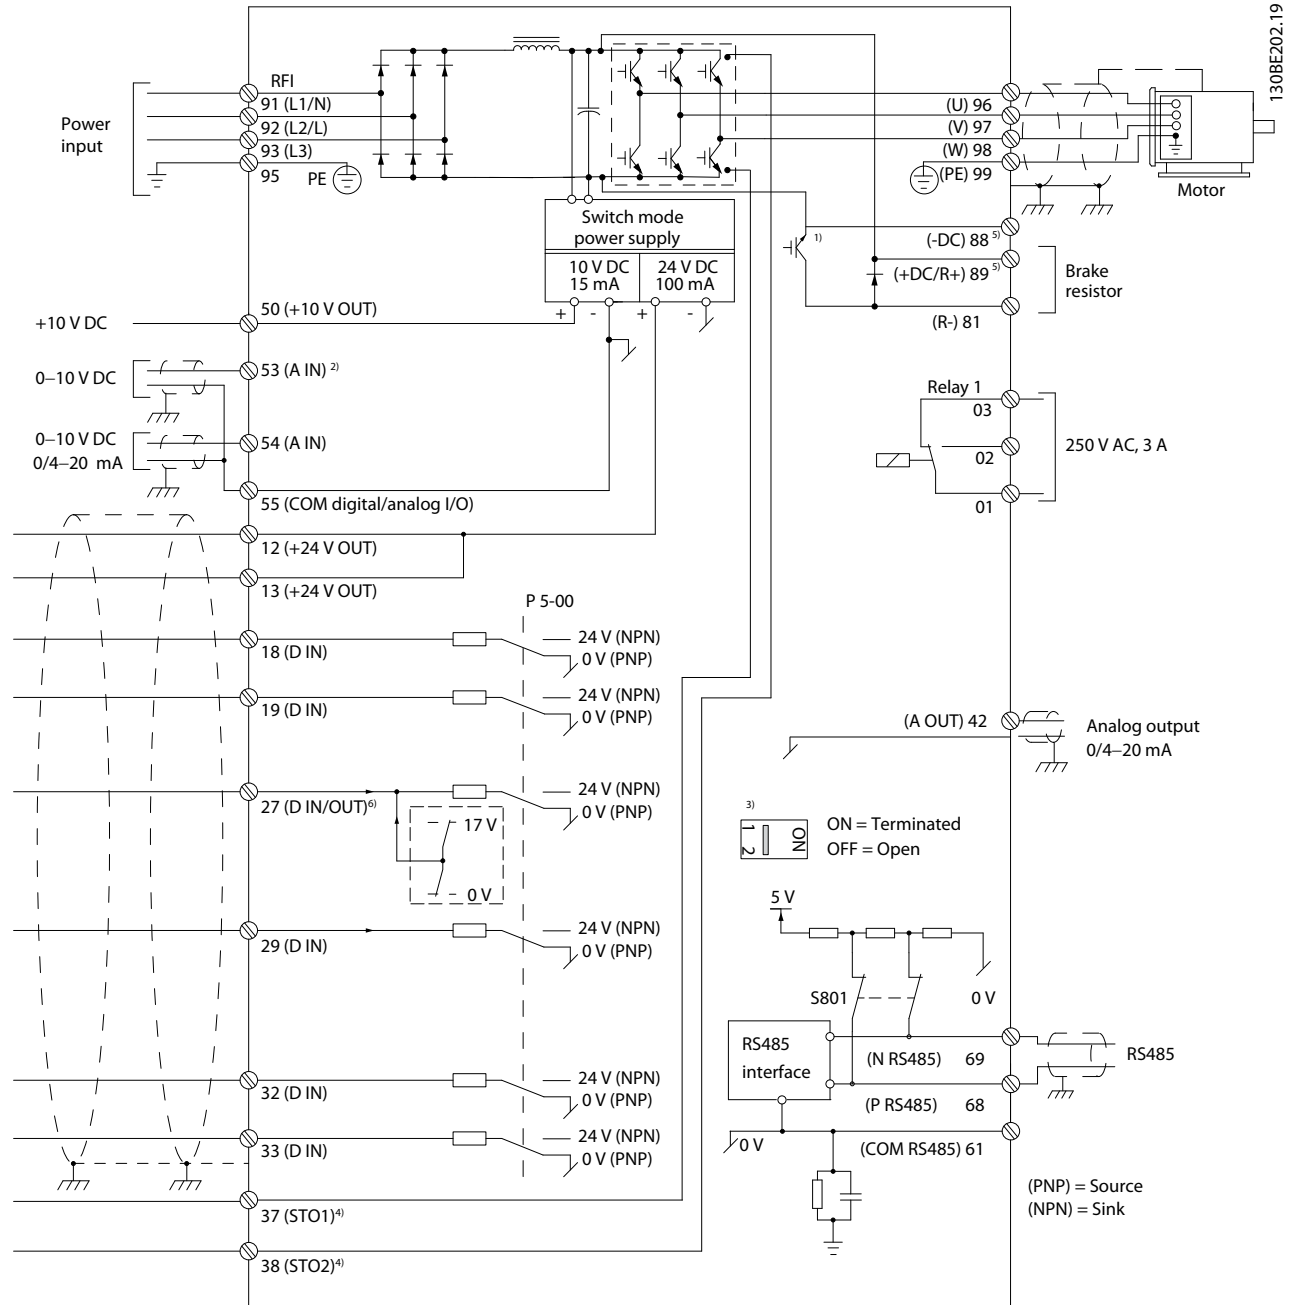 130BE202.19
RFI
91 (L1/N)
92 (L2/L)
93 (L3)
95
PE
Power
input
(U) 96
(V) 97
(W) 98
(PE) 99
Motor
Switch mode
power supply
10 V DC
15 mA
24 V DC
100 mA
+ - + -
1)
(-DC) 88 5)
(+DC/R+) 89 5)
(R-) 81
Brake
resistor
+10 V DC
50 (+10 V OUT)
0–10 V DC
53 (A IN) 2)
0–10 V DC
0/4–20 mA
54 (A IN)
55 (COM digital/analog I/O)
Relay 1
03
02
01
250 V AC, 3 A
12 (+24 V OUT)
13 (+24 V OUT)
P 5-00
18 (D IN)
24 V (NPN)
0 V (PNP)
19 (D IN)
24 V (NPN)
0 V (PNP)
(A OUT) 42
Analog output
0/4–20 mA
27 (D IN/OUT)6)
24 V (NPN)
0 V (PNP)
17 V
0 V
3)
1 2
ON
ON = Terminated
OFF = Open
29 (D IN)
24 V (NPN)
0 V (PNP)
5 V
S801
0 V
RS485
interface
(N RS485) 69
(P RS485) 68
RS485
0 V
(COM RS485) 61
32 (D IN)
24 V (NPN)
0 V (PNP)
33 (D IN)
24 V (NPN)
0 V (PNP)
37 (STO1)4)
38 (STO2)4)
(PNP) = Source
(NPN) = Sink